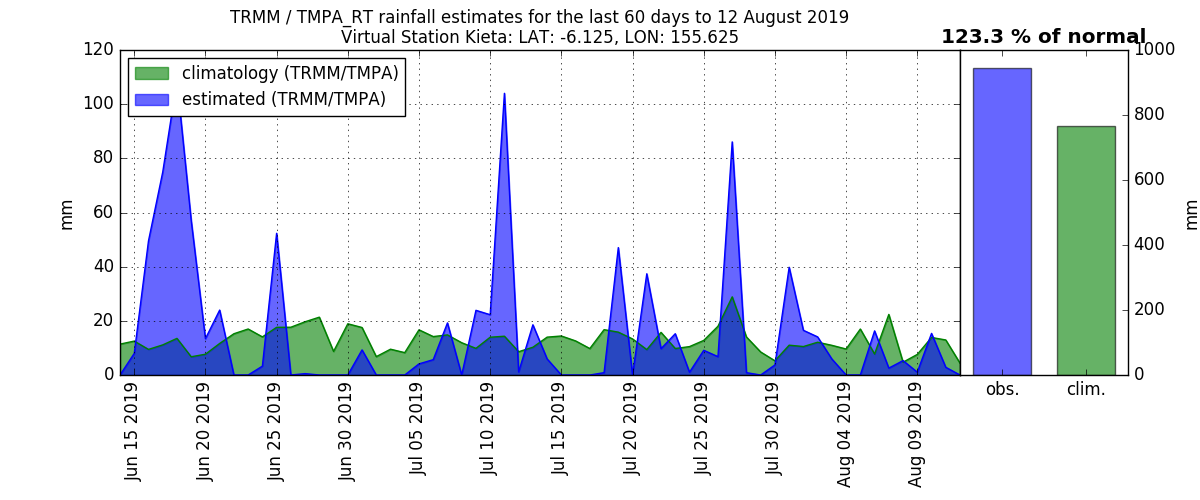 TRMM / TMPA_RT rainfall estimates for the last 60 days to 12 August 2019
Virtual Station Kieta: LAT: -6.125, LON: 155.625
123.3 % of normal
climatology (TRMM/TMPA)
estimated (TRMM/TMPA)
120
100
80
60
40
20
0
mm
Jun 15 2019
Jun 20 2019
Jun 25 2019
Jun 30 2019
Jul 05 2019
Jul 10 2019
Jul 15 2019
Jul 20 2019
Jul 25 2019
Jul 30 2019
Aug 04 2019
Aug 09 2019
obs.
clim.
1000
800
600
400
200
0
mm